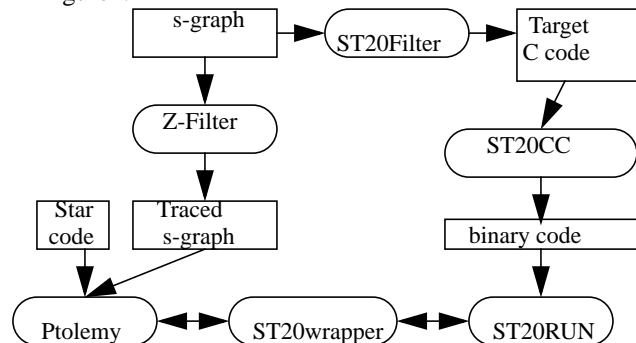 s-graph
ST20Filter
Target
C code
Z-Filter
ST20CC
Star
code
Traced
s-graph
binary code
Ptolemy
ST20wrapper
ST20RUN